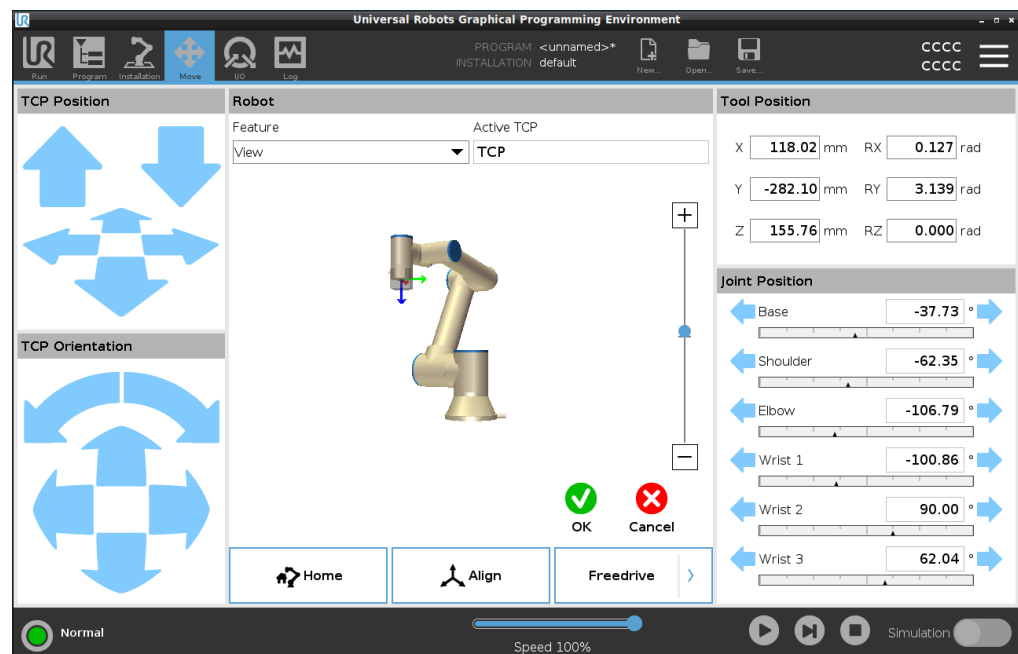 UR
Universal Robots Graphical Programming Environment
UR
Run
Program
Installation
Move
I/O
Log
PROGRAM <unnamed>*
INSTALLATION default
New...
Open...
Save...
CCCC
CCCC
TCP Position
Robot
Tool Position
Feature
Active TCP
View
TCP
X 118.02 mm RX 0.127 rad
Y -282.10 mm RY 3.139 rad
Z 155.76 mm RZ 0.000 rad
Joint Position
Base -37.73 °
TCP Orientation
Shoulder -62.35 °
Elbow -106.79 °
Wrist 1 -100.86 °
Wrist 2 90.00 °
Wrist 3 62.04 °
OK
Cancel
Home
Align
Freedrive
Normal
Speed 100%
Simulation